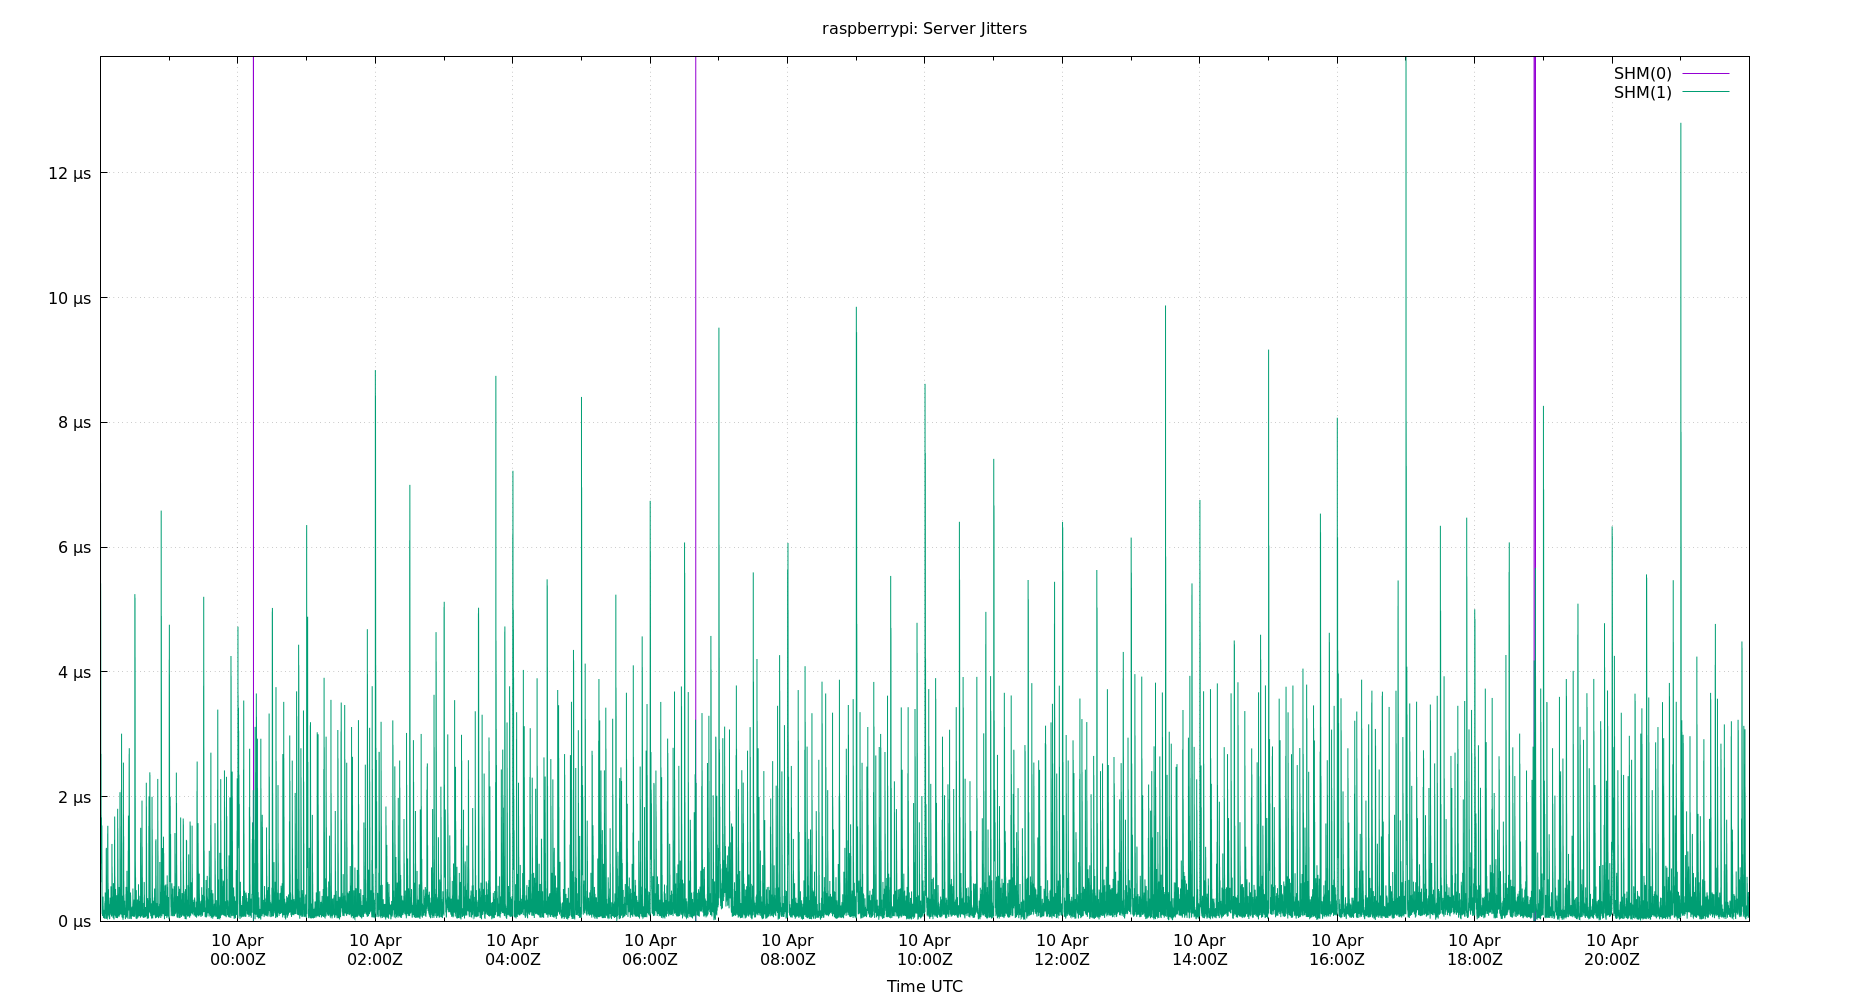 raspberrypi: Server Jitters
SHM(0)
SHM(1)
12 µs
10 µs
8 µs
6 µs
4 µs
2 µs
0 µs
10 Apr 10 Apr 10 Apr 10 Apr 10 Apr 10 Apr 10 Apr 10 Apr 10 Apr 10 Apr 10 Apr
00:00Z 02:00Z 04:00Z 06:00Z 08:00Z 10:00Z 12:00Z 14:00Z 16:00Z 18:00Z 20:00Z
Time UTC